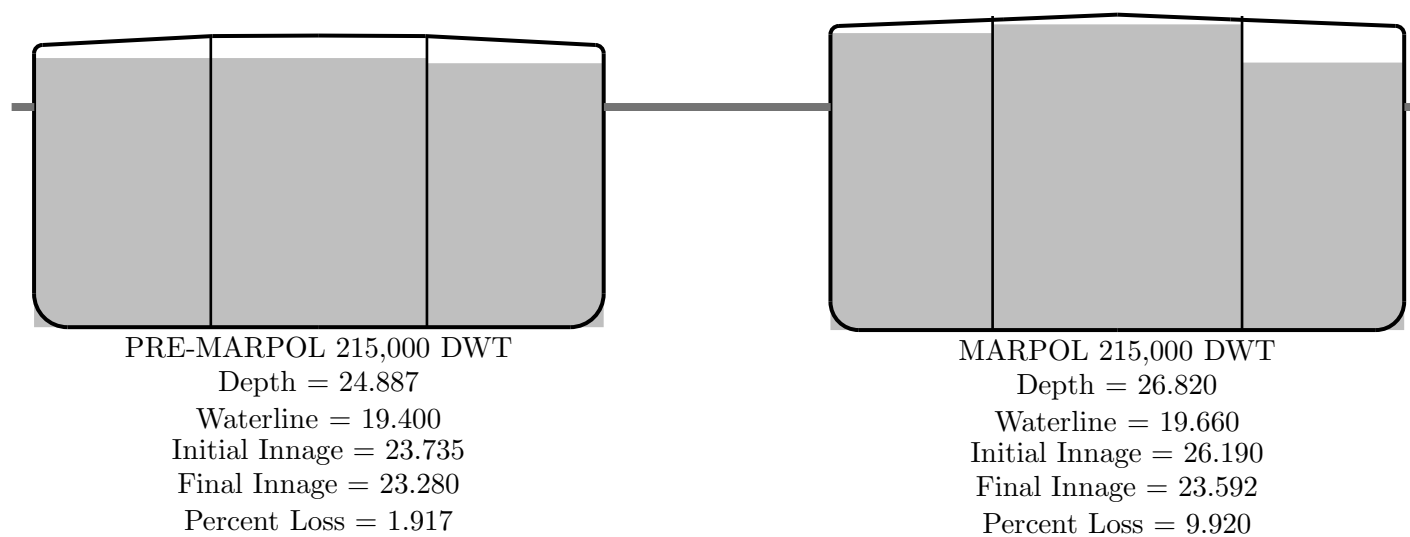 PRE-MARPOL 215,000 DWT
Depth = 24.887
Waterline = 19.400
Initial Innage = 23.735
Final Innage = 23.280
Percent Loss = 1.917
MARPOL 215,000 DWT
Depth = 26.820
Waterline = 19.660
Initial Innage = 26.190
Final Innage = 23.592
Percent Loss = 9.920